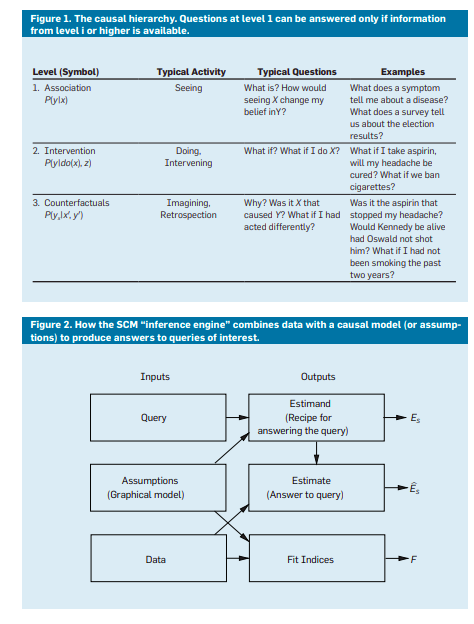 Figure 1. The causal hierarchy. Questions at level 1 can be answered only if information
from level i or higher is available.
Level (Symbol) Typical Activity Typical Questions Examples
1. Association
P(y|x)
Seeing
What is? How would
seeing X change my
belief inY?
What does a symptom
tell me about a disease?
What does a survey tell
us about the election
results?
2. Intervention
P(y|do(x), z)
Doing,
Intervening
What if? What if I do X?
What if I take aspirin,
will my headache be
cured? What if we ban
cigarettes?
3. Counterfactuals
P(yₓ|x′, y′)
Imagining,
Retrospection
Why? Was it X that
caused Y? What if I had
acted differently?
Was it the aspirin that
stopped my headache?
Would Kennedy be alive
had Oswald not shot
him? What if I had not
been smoking the past
two years?
Figure 2. How the SCM “inference engine” combines data with a causal model (or assump-
tions) to produce answers to queries of interest.
Inputs Outputs
Query
Estimand
(Recipe for
answering the query)
Eₛ
Assumptions
(Graphical model)
Estimate
(Answer to query)
Êₛ
Data
Fit Indices
F